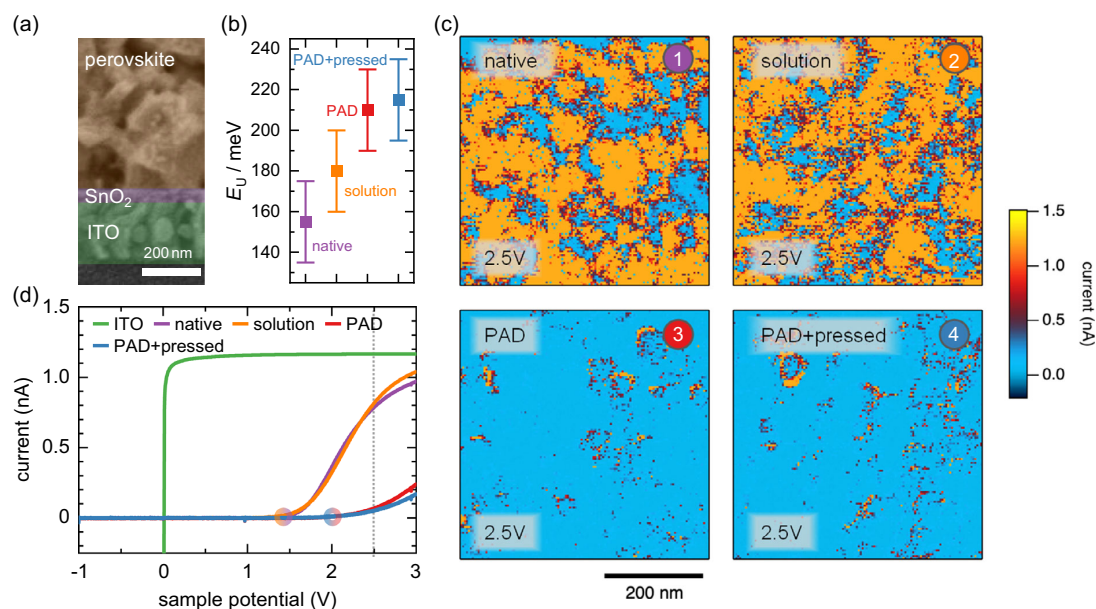 (a)
perovskite
SnO₂
ITO
200 nm
(b)
240
220
200
180
160
140
E_U / meV
PAD+pressed
PAD
solution
native
(c)
native
1
2.5V
solution
2
2.5V
PAD
3
2.5V
PAD+pressed
4
2.5V
200 nm
1.5
1.0
0.5
0.0
current (nA)
(d)
ITO native solution PAD
PAD+pressed
1.5
1.0
0.5
0
current (nA)
-1 0 1 2 3
sample potential (V)